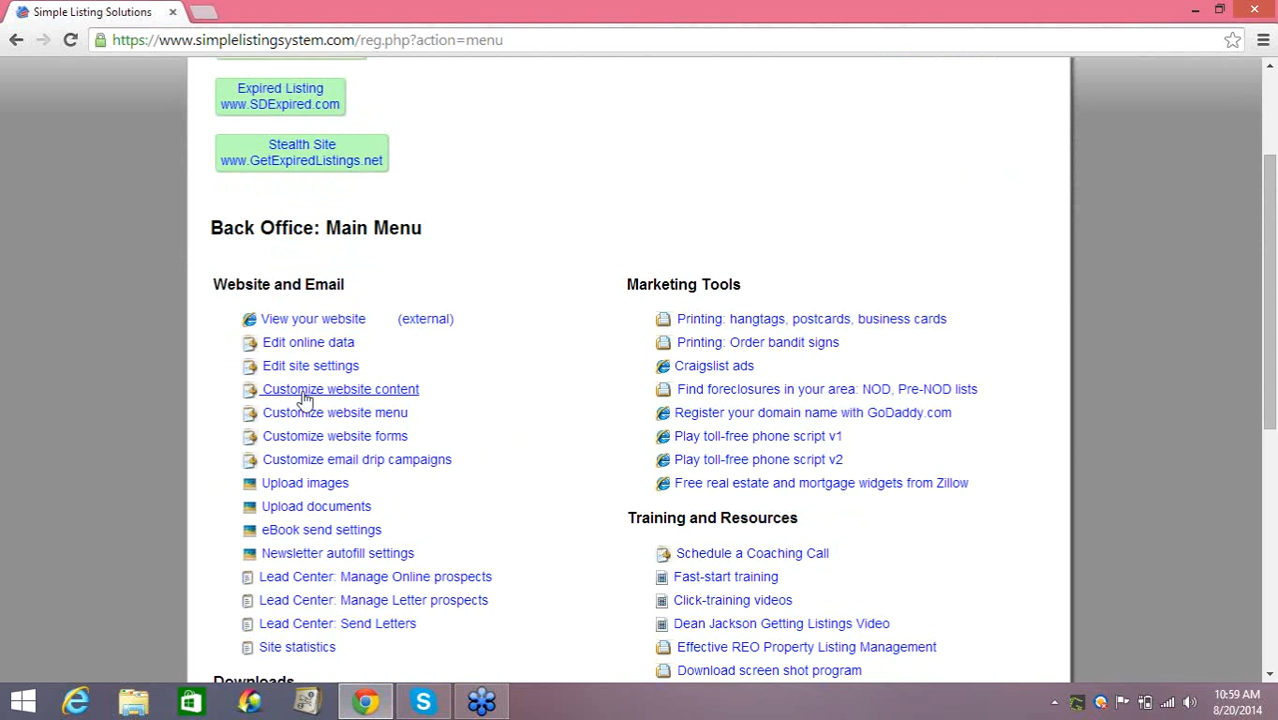 Simple Listing Solutions
https://www.simplelistingsystem.com/reg.php?action=menu
Expired Listing
www.SDExpired.com
Stealth Site
www.GetExpiredListings.net
Back Office: Main Menu
Website and Email
View your website (external)
Edit online data
Edit site settings
Customize website content
Customize website menu
Customize website forms
Customize email drip campaigns
Upload images
Upload documents
eBook send settings
Newsletter autofill settings
Lead Center: Manage Online prospects
Lead Center: Manage Letter prospects
Lead Center: Send Letters
Site statistics
Downloads
Marketing Tools
Printing: hangtags, postcards, business cards
Printing: Order bandit signs
Craigslist ads
Find foreclosures in your area: NOD, Pre-NOD lists
Register your domain name with GoDaddy.com
Play toll-free phone script v1
Play toll-free phone script v2
Free real estate and mortgage widgets from Zillow
Training and Resources
Schedule a Coaching Call
Fast-start training
Click-training videos
Dean Jackson Getting Listings Video
Effective REO Property Listing Management
Download screen shot program
10:59 AM
8/20/2014